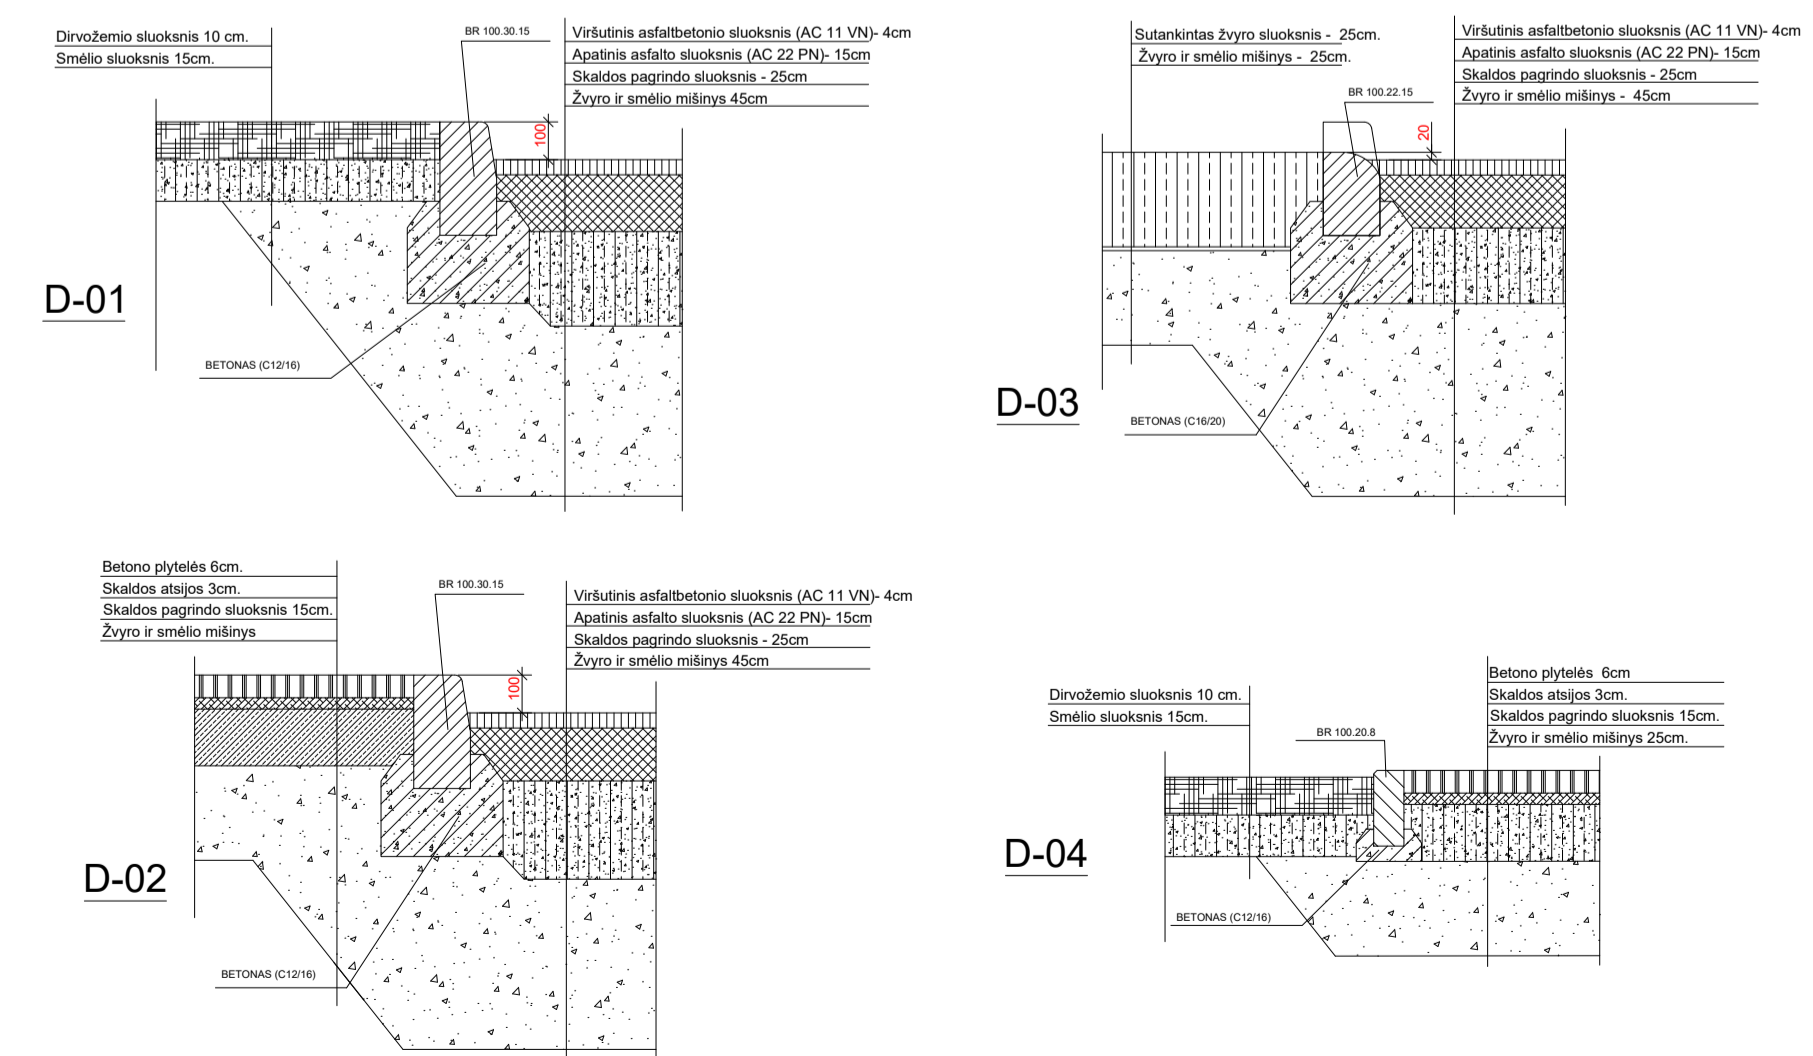 Dirvožemio sluoksnis 10 cm.
Smėlio sluoksnis 15cm.
BR 100.30.15
Viršutinis asfaltbetonio sluoksnis (AC 11 VN)- 4cm
Apatinis asfalto sluoksnis (AC 22 PN)- 15cm
Skaldos pagrindo sluoksnis - 25cm
Žvyro ir smėlio mišinys 45cm
100
D-01
BETONAS (C12/16)
Sutankintas žvyro sluoksnis - 25cm.
Žvyro ir smėlio mišinys - 25cm.
BR 100.22.15
Viršutinis asfaltbetonio sluoksnis (AC 11 VN)- 4cm
Apatinis asfalto sluoksnis (AC 22 PN)- 15cm
Skaldos pagrindo sluoksnis - 25cm
Žvyro ir smėlio mišinys - 45cm
20
D-03
BETONAS (C16/20)
Betono plytelės 6cm.
Skaldos atsijos 3cm.
Skaldos pagrindo sluoksnis 15cm.
Žvyro ir smėlio mišinys
BR 100.30.15
Viršutinis asfaltbetonio sluoksnis (AC 11 VN)- 4cm
Apatinis asfalto sluoksnis (AC 22 PN)- 15cm
Skaldos pagrindo sluoksnis - 25cm
Žvyro ir smėlio mišinys 45cm
100
D-02
BETONAS (C12/16)
Dirvožemio sluoksnis 10 cm.
Smėlio sluoksnis 15cm.
BR 100.20.8
Betono plytelės 6cm
Skaldos atsijos 3cm.
Skaldos pagrindo sluoksnis 15cm.
Žvyro ir smėlio mišinys 25cm.
D-04
BETONAS (C12/16)